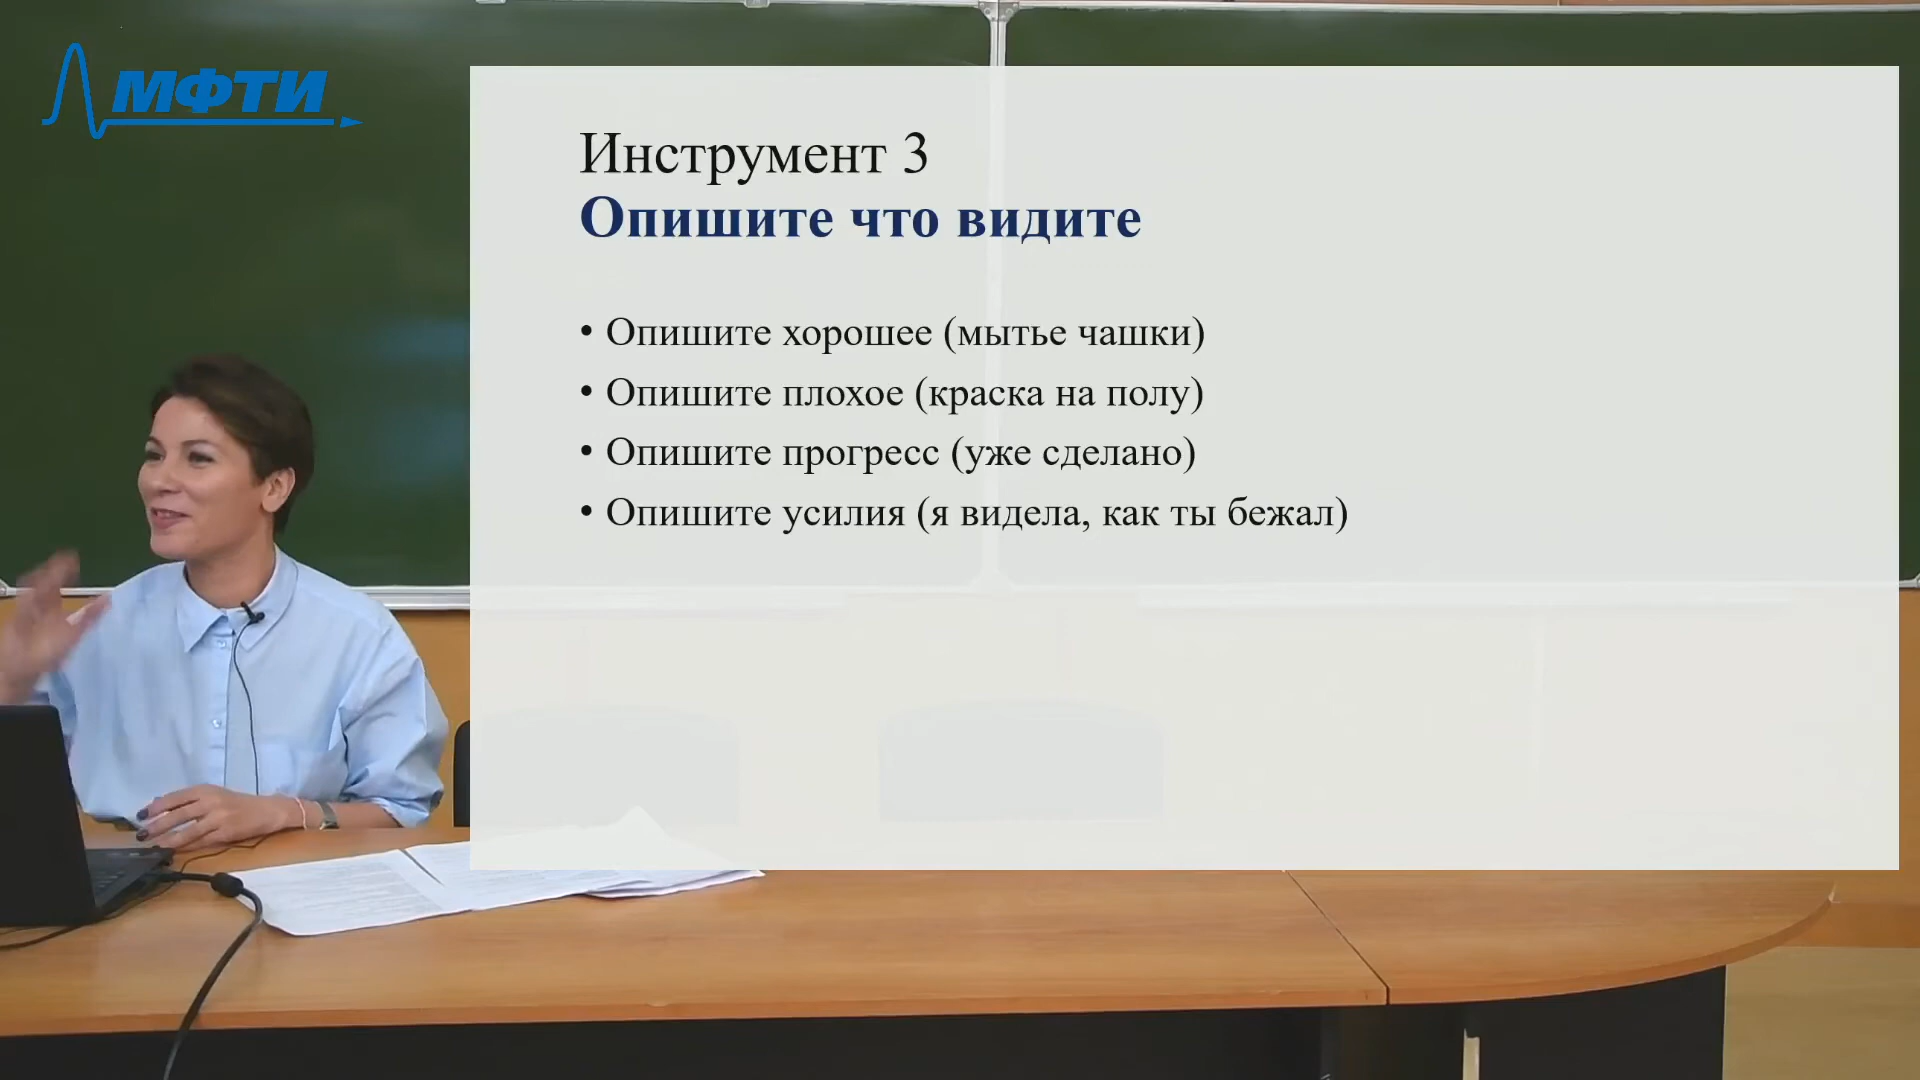 МФТИ
Инструмент 3
Опишите что видите
• Опишите хорошее (мытье чашки)
• Опишите плохое (краска на полу)
• Опишите прогресс (уже сделано)
• Опишите усилия (я видела, как ты бежал)